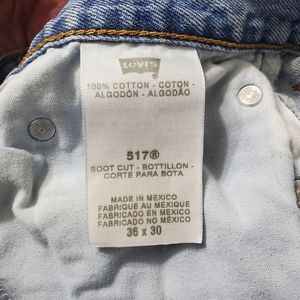 LEVI'S
100% COTTON - COTON -
ALGODÓN - ALGODÃO
517®
BOOT CUT - BOTTILLON -
CORTE PARA BOTA
MADE IN MEXICO
FABRIQUE AU MEXIQUE
FABRICADO EN MEXICO
FABRICADO NO MÉXICO
36 x 30